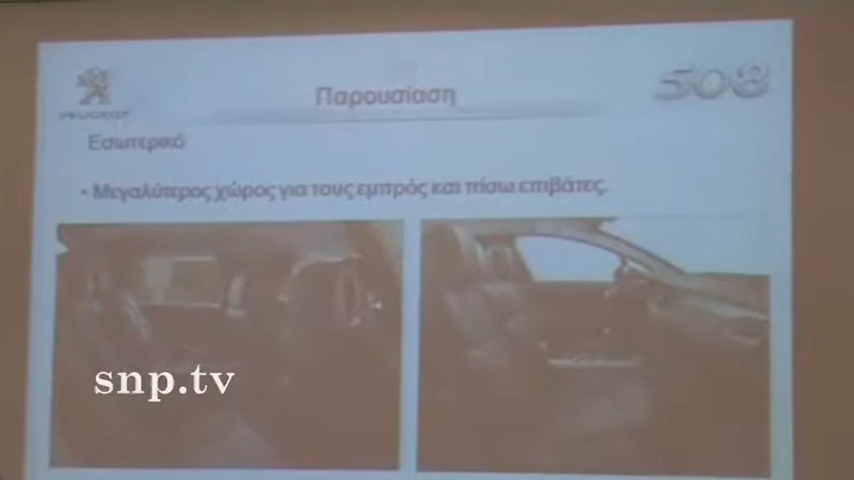 PEUGEOT
Παρουσίαση
508
Εσωτερικό
• Μεγαλύτερος χώρος για τους εμπρός και πίσω επιβάτες.
snp.tv